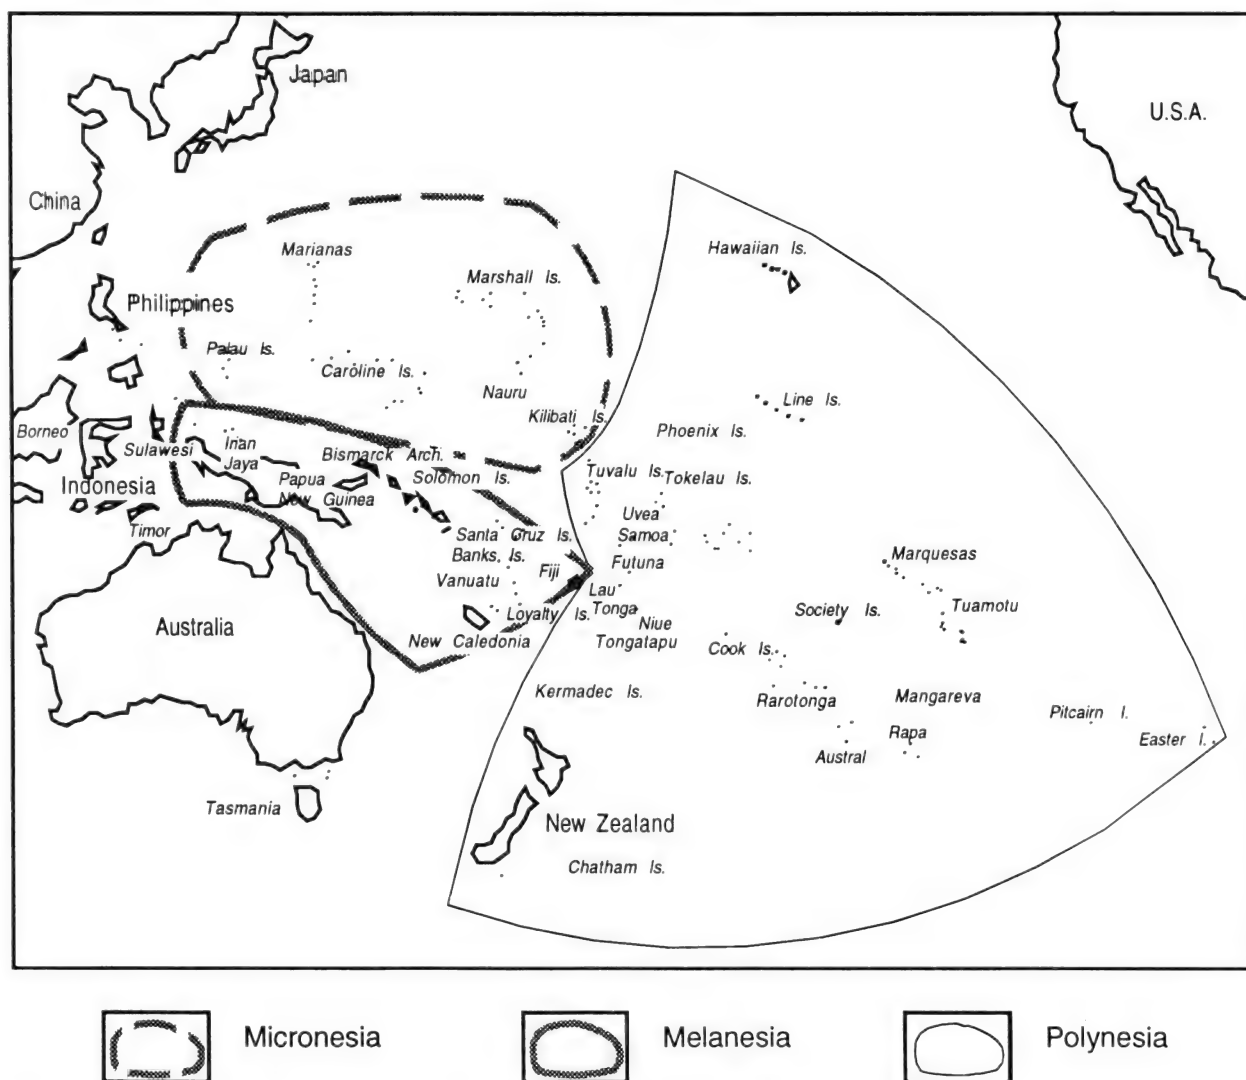 Japan
U.S.A.
China
Hawaiian Is.
Marianas
Marshall Is.
Philippines
Palau Is.
Caroline Is.
Nauru
Line Is.
Kilibati Is.
Phoenix Is.
Borneo
Sulawesi
Irian
Jaya
Bismarck Arch.
Tuvalu Is.
Tokelau Is.
Solomon Is.
Papua
New Guinea
Indonesia
Uvea
Samoa
Timor
Santa Cruz Is.
Banks Is.
Marquesas
Futuna
Fiji
Vanuatu
Lau
Tonga
Society Is.
Tuamotu
Loyalty Is.
Niue
Australia
New Caledonia
Tongatapu
Cook Is.
Kermadec Is.
Rarotonga
Mangareva
Pitcairn I.
Rapa
Easter I.
Austral
Tasmania
New Zealand
Chatham Is.
Micronesia
Melanesia
Polynesia